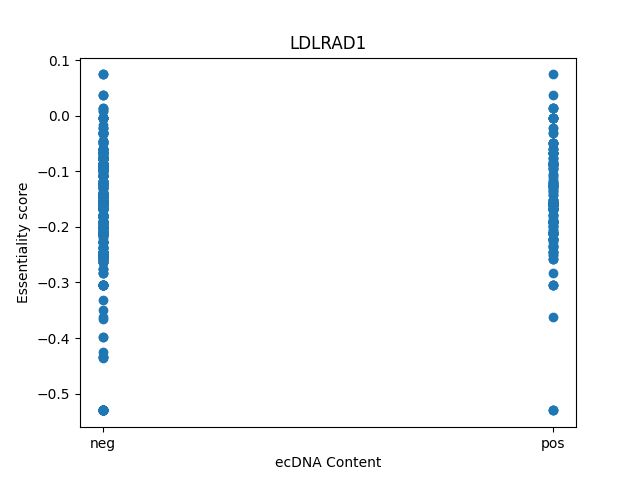 LDLRAD1
0.1
0.0
−0.1
−0.2
−0.3
−0.4
−0.5
Essentiality score
neg
pos
ecDNA Content